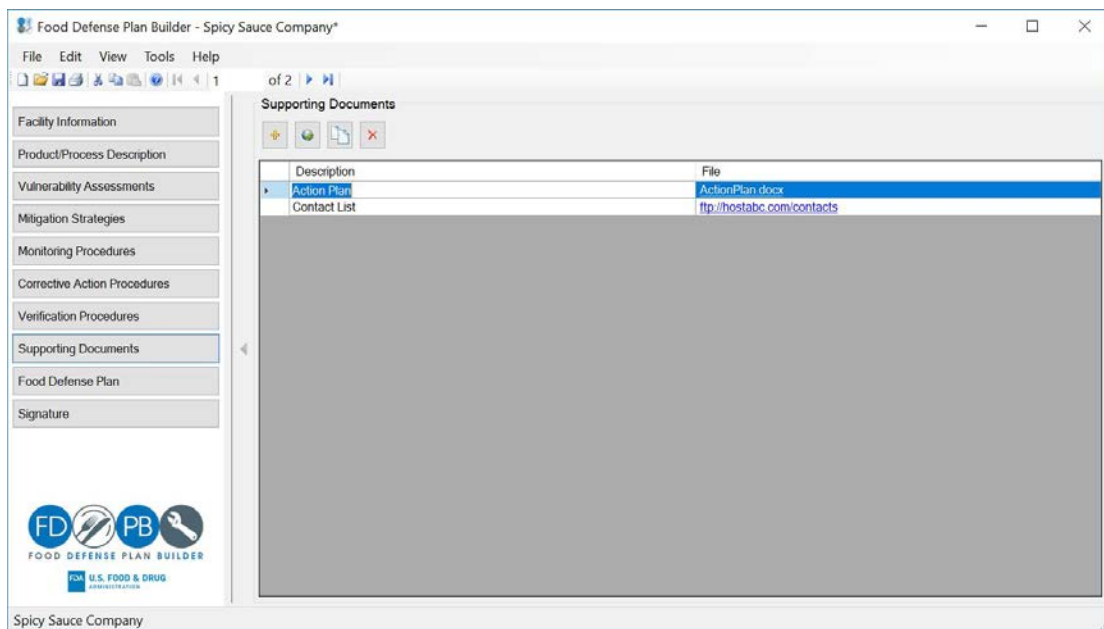 Food Defense Plan Builder - Spicy Sauce Company*
File Edit View Tools Help
1 of 2
Facility Information
Product/Process Description
Vulnerability Assessments
Mitigation Strategies
Monitoring Procedures
Corrective Action Procedures
Verification Procedures
Supporting Documents
Food Defense Plan
Signature
Supporting Documents
Description File
Action Plan ActionPlan.docx
Contact List ftp://hostabc.com/contacts
FD PB
FOOD DEFENSE PLAN BUILDER
FDA U.S. FOOD & DRUG
ADMINISTRATION
Spicy Sauce Company